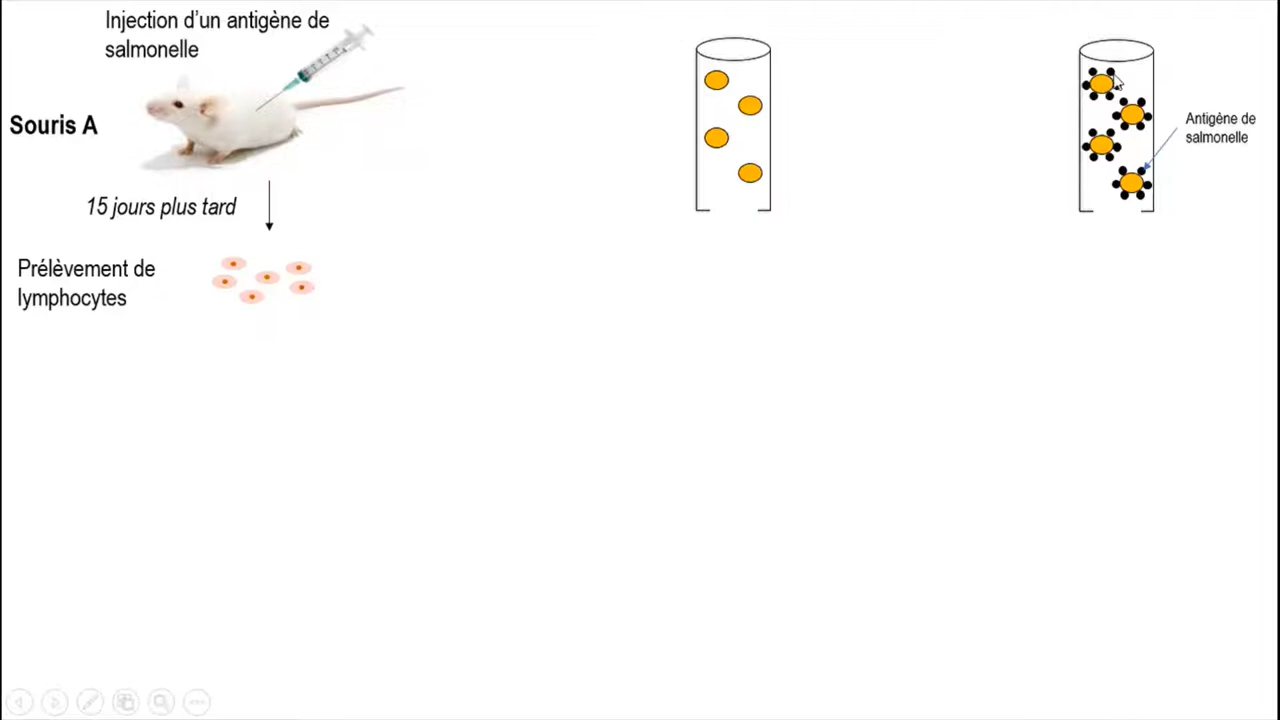 Injection d’un antigène de
salmonelle
Souris A
15 jours plus tard
Prélèvement de
lymphocytes
Antigène de
salmonelle